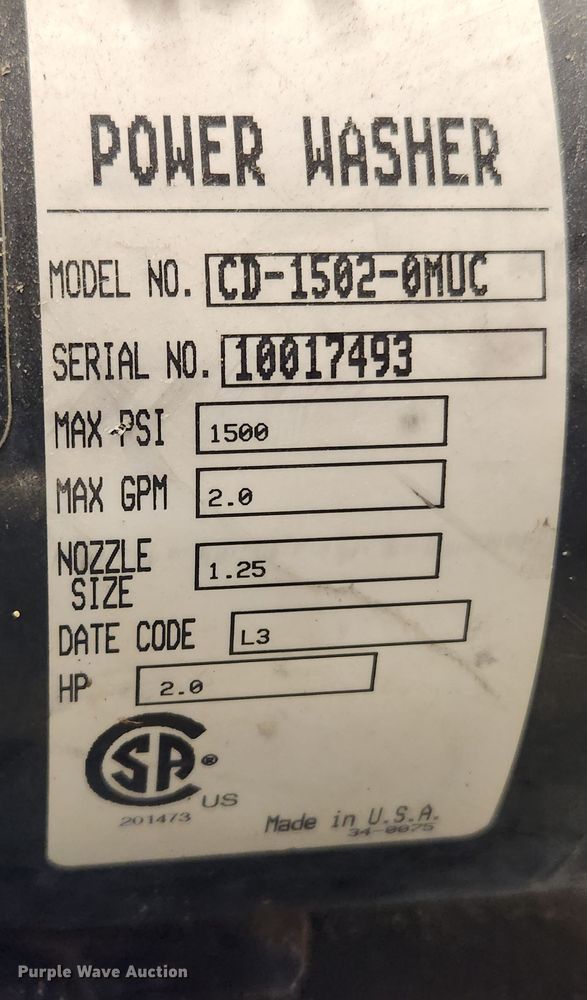 POWER WASHER
MODEL NO. CD-1502-0MUC
SERIAL NO. 10017493
MAX PSI 1500
MAX GPM 2.0
NOZZLE SIZE 1.25
DATE CODE L3
HP 2.0
SA ® US
201473
Made in U.S.A.
34-0075
Purple Wave Auction